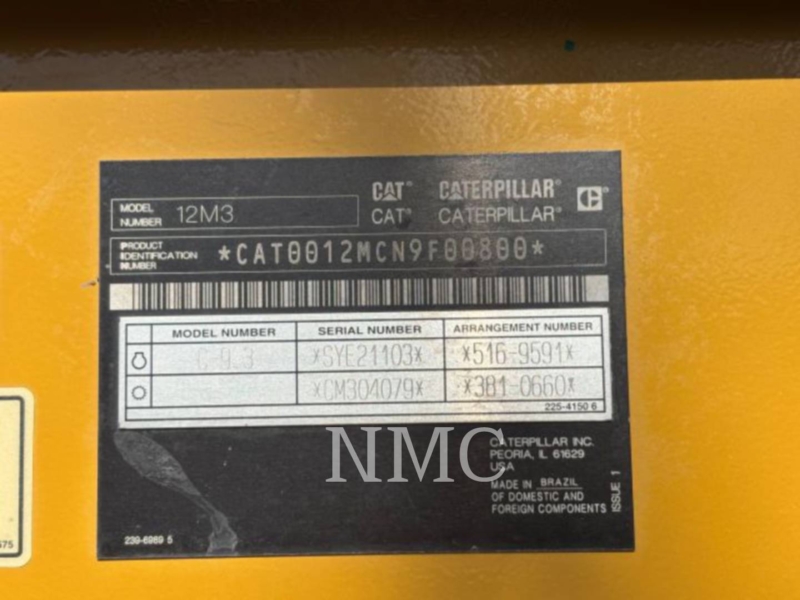 CAT® CATERPILLAR®
MODEL NUMBER 12M3
CAT® CATERPILLAR®
PRODUCT IDENTIFICATION NUMBER *CAT0012MCN9F00800*
MODEL NUMBER SERIAL NUMBER ARRANGEMENT NUMBER
C-9.3 *SYE21103* *516-9591*
*CM304079* *381-0660*
225-4150 6
NMC
CATERPILLAR INC.
PEORIA, IL 61629
USA
MADE IN BRAZIL
OF DOMESTIC AND
FOREIGN COMPONENTS
ISSUE 1
239-6989 5